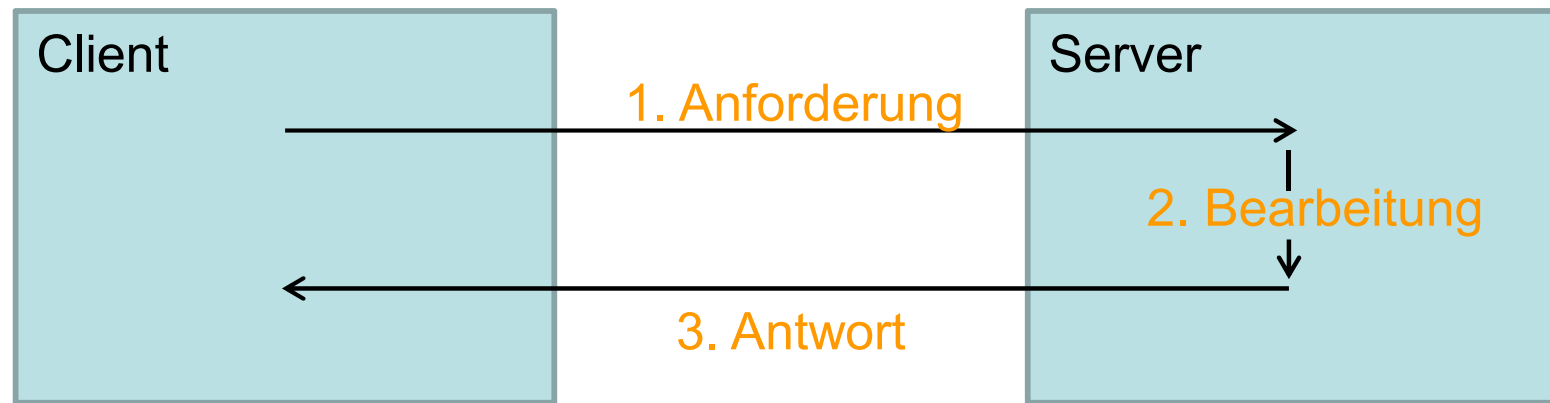 Client
Server
1. Anforderung
2. Bearbeitung
3. Antwort